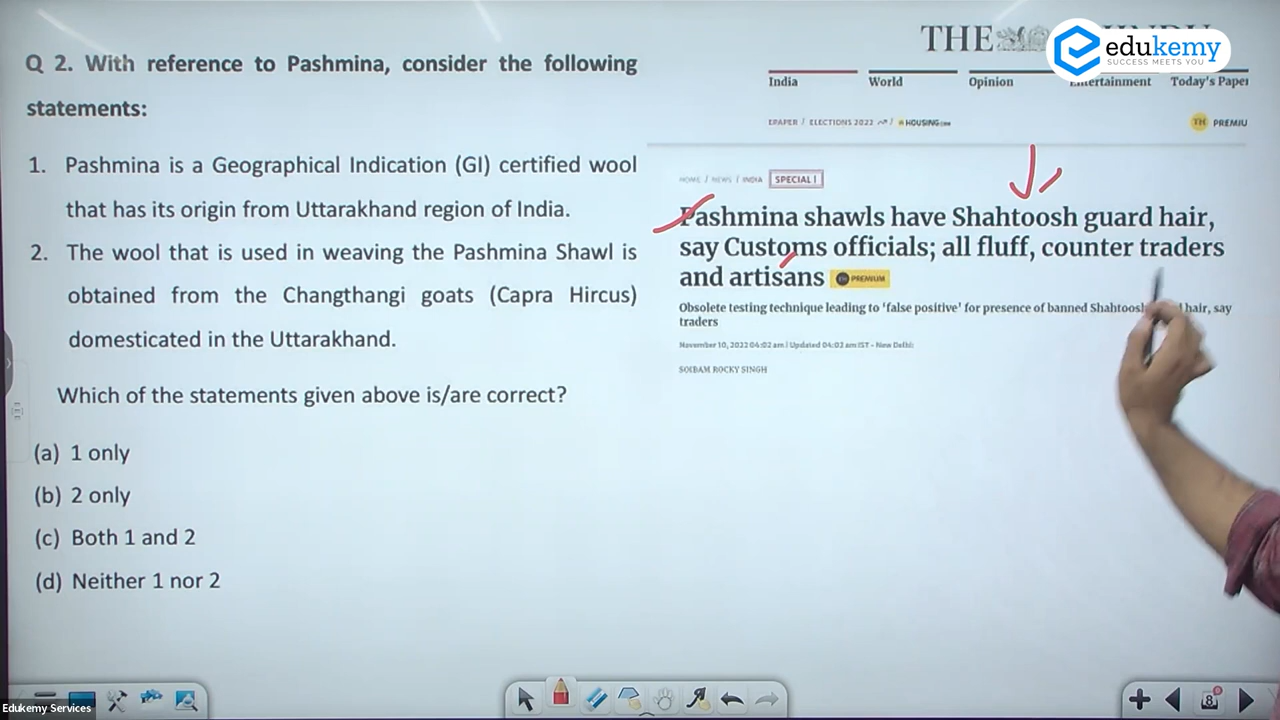 Q 2. With reference to Pashmina, consider the following
statements:
1. Pashmina is a Geographical Indication (GI) certified wool
that has its origin from Uttarakhand region of India.
2. The wool that is used in weaving the Pashmina Shawl is
obtained from the Changthangi goats (Capra Hircus)
domesticated in the Uttarakhand.
Which of the statements given above is/are correct?
(a) 1 only
(b) 2 only
(c) Both 1 and 2
(d) Neither 1 nor 2
THE
edukemy
SUCCESS MEETS YOU
India World Opinion Entertainment Today's Paper
EPAPER / ELECTIONS 2022 / HOUSING.COM
TH PREMIU
HOME / NEWS / INDIA SPECIAL
Pashmina shawls have Shahtoosh guard hair,
say Customs officials; all fluff, counter traders
and artisans PREMIUM
Obsolete testing technique leading to 'false positive' for presence of banned Shahtoosh hair, say
traders
November 10, 2022 04:02 am | Updated 04:02 am IST - New Delhi:
SOIBAM ROCKY SINGH
8
Edukemy Services